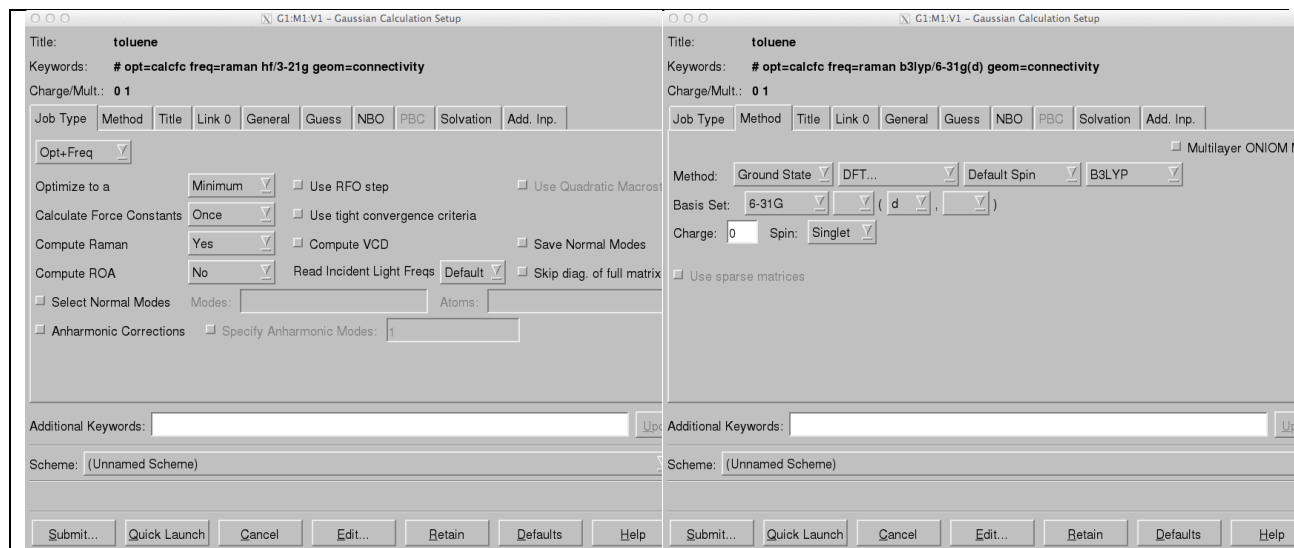 G1:M1:V1 – Gaussian Calculation Setup
Title: toluene
Keywords: # opt=calcfc freq=raman hf/3-21g geom=connectivity
Charge/Mult.: 0 1
Job Type Method Title Link 0 General Guess NBO PBC Solvation Add. Inp.
Opt+Freq
Optimize to a Minimum Use RFO step Use Quadratic Macrost
Calculate Force Constants Once Use tight convergence criteria
Compute Raman Yes Compute VCD Save Normal Modes
Compute ROA No Read Incident Light Freqs Default Skip diag. of full matrix
Select Normal Modes Modes: Atoms:
Anharmonic Corrections Specify Anharmonic Modes: 1
Additional Keywords: Upd
Scheme: (Unnamed Scheme)
Submit... Quick Launch Cancel Edit... Retain Defaults Help
G1:M1:V1 – Gaussian Calculation Setup
Title: toluene
Keywords: # opt=calcfc freq=raman b3lyp/6-31g(d) geom=connectivity
Charge/Mult.: 0 1
Job Type Method Title Link 0 General Guess NBO PBC Solvation Add. Inp.
Multilayer ONIOM M
Method: Ground State DFT... Default Spin B3LYP
Basis Set: 6-31G ( d , )
Charge: 0 Spin: Singlet
Use sparse matrices
Additional Keywords: Up
Scheme: (Unnamed Scheme)
Submit... Quick Launch Cancel Edit... Retain Defaults Help